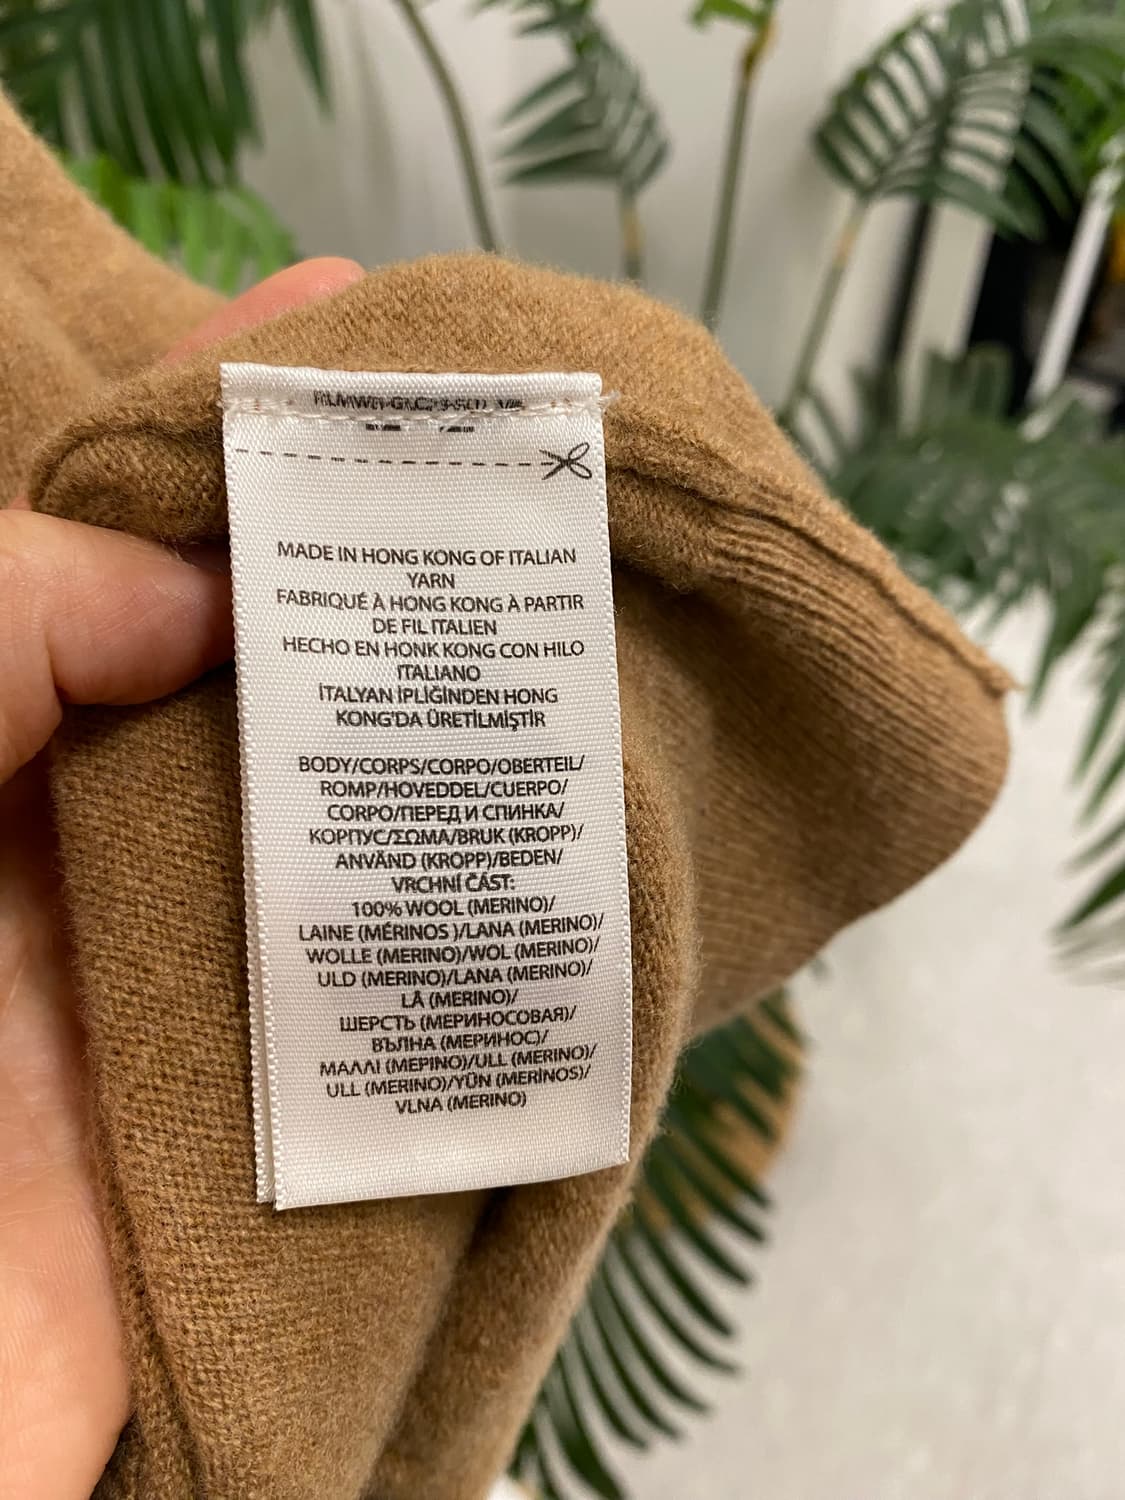 MADE IN HONG KONG OF ITALIAN
YARN
FABRIQUÉ À HONG KONG À PARTIR
DE FIL ITALIEN
HECHO EN HONK KONG CON HILO
ITALIANO
İTALYAN İPLİĞİNDEN HONG
KONG'DA ÜRETİLMİŞTİR
BODY/CORPS/CORPO/OBERTEIL/
ROMP/HOVEDDEL/CUERPO/
CORPO/ПЕРЕД И СПИНКА/
КОРПУС/ΣΩΜΑ/BRUK (KROPP)/
ANVÄND (KROPP)/BEDEN/
VRCHNÍ ČÁST:
100% WOOL (MERINO)/
LAINE (MÉRINOS )/LANA (MERINO)/
WOLLE (MERINO)/WOL (MERINO)/
ULD (MERINO)/LANA (MERINO)/
LÃ (MERINO)/
ШЕРСТЬ (МЕРИНОСОВАЯ)/
ВЪЛНА (МЕРИНОС)/
ΜΑΛΛΙ (ΜΕΡΙΝΟ)/ULL (MERINO)/
ULL (MERINO)/YÜN (MERİNOS)/
VLNA (MERINO)